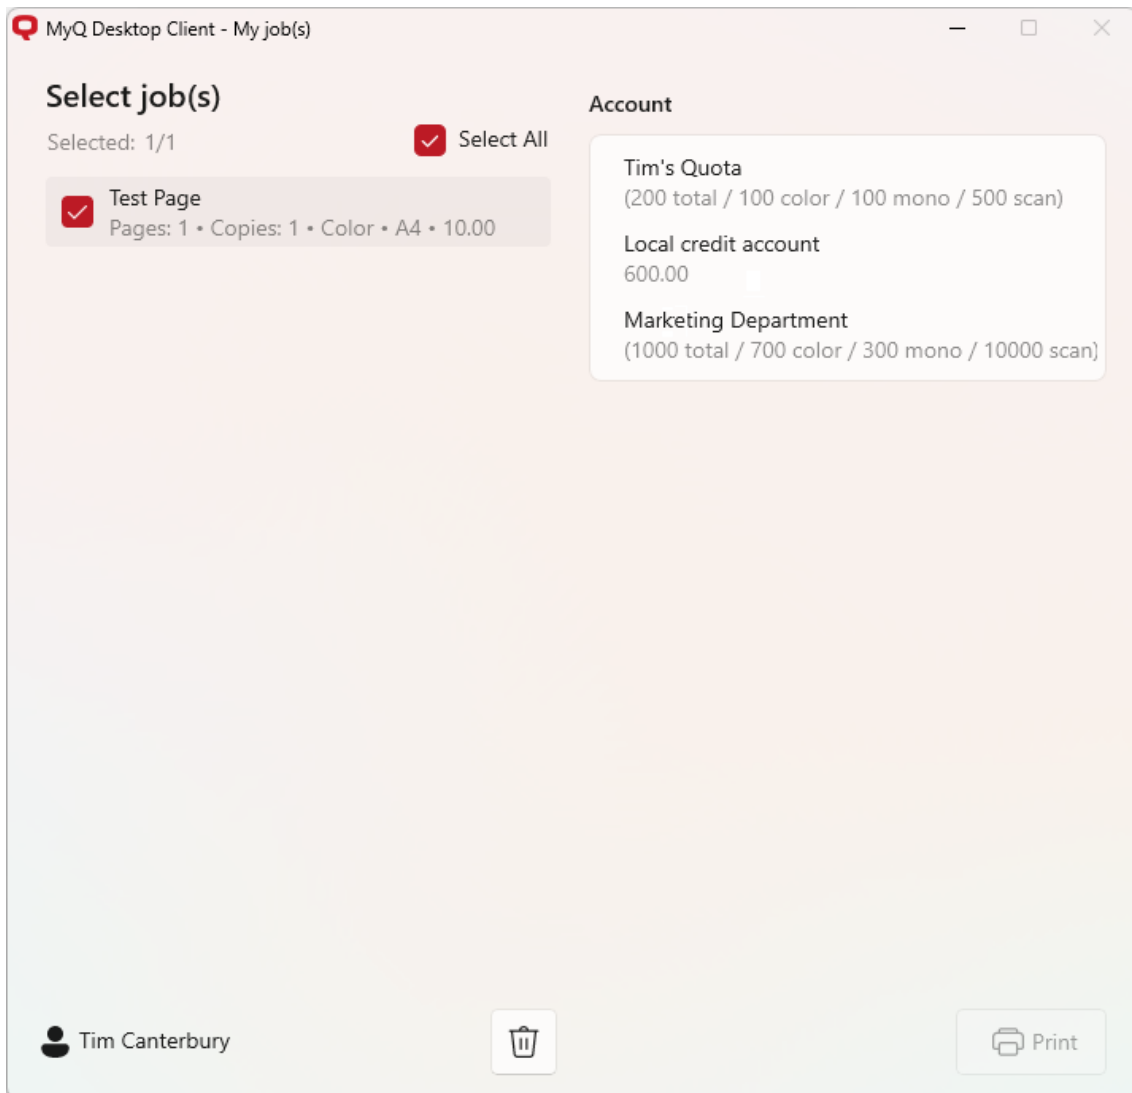 MyQ Desktop Client - My job(s)
Select job(s)
Selected: 1/1
Select All
Test Page
Pages: 1 • Copies: 1 • Color • A4 • 10.00
Account
Tim's Quota
(200 total / 100 color / 100 mono / 500 scan)
Local credit account
600.00
Marketing Department
(1000 total / 700 color / 300 mono / 10000 scan)
Tim Canterbury
Print